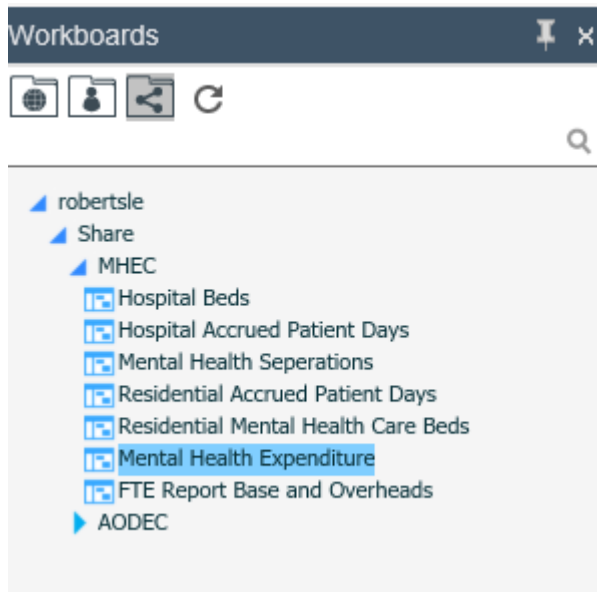 Workboards
robertsle
Share
MHEC
Hospital Beds
Hospital Accrued Patient Days
Mental Health Seperations
Residential Accrued Patient Days
Residential Mental Health Care Beds
Mental Health Expenditure
FTE Report Base and Overheads
AODEC